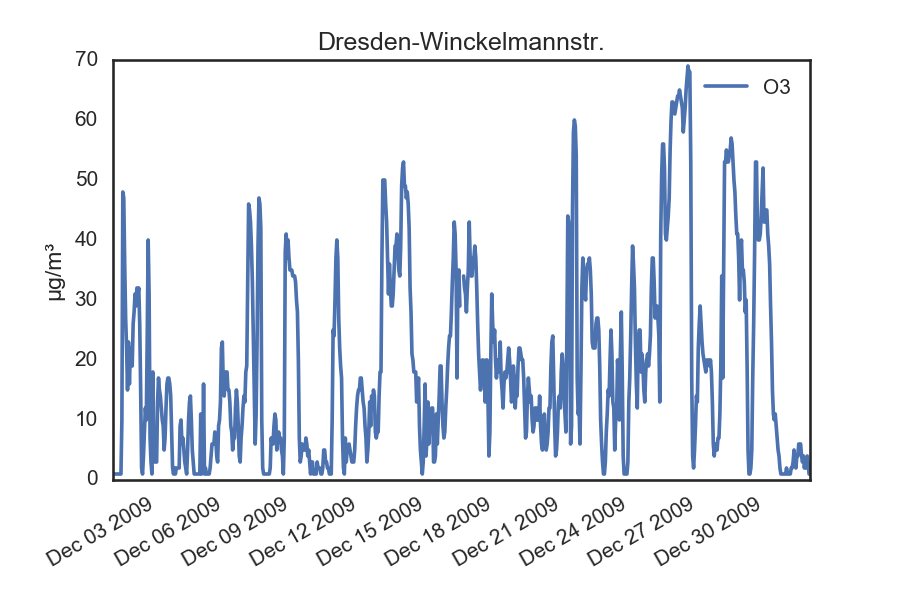 Dresden-Winckelmannstr.
70
60
50
40
30
20
10
0
µg/m³
O3
Dec 03 2009
Dec 06 2009
Dec 09 2009
Dec 12 2009
Dec 15 2009
Dec 18 2009
Dec 21 2009
Dec 24 2009
Dec 27 2009
Dec 30 2009